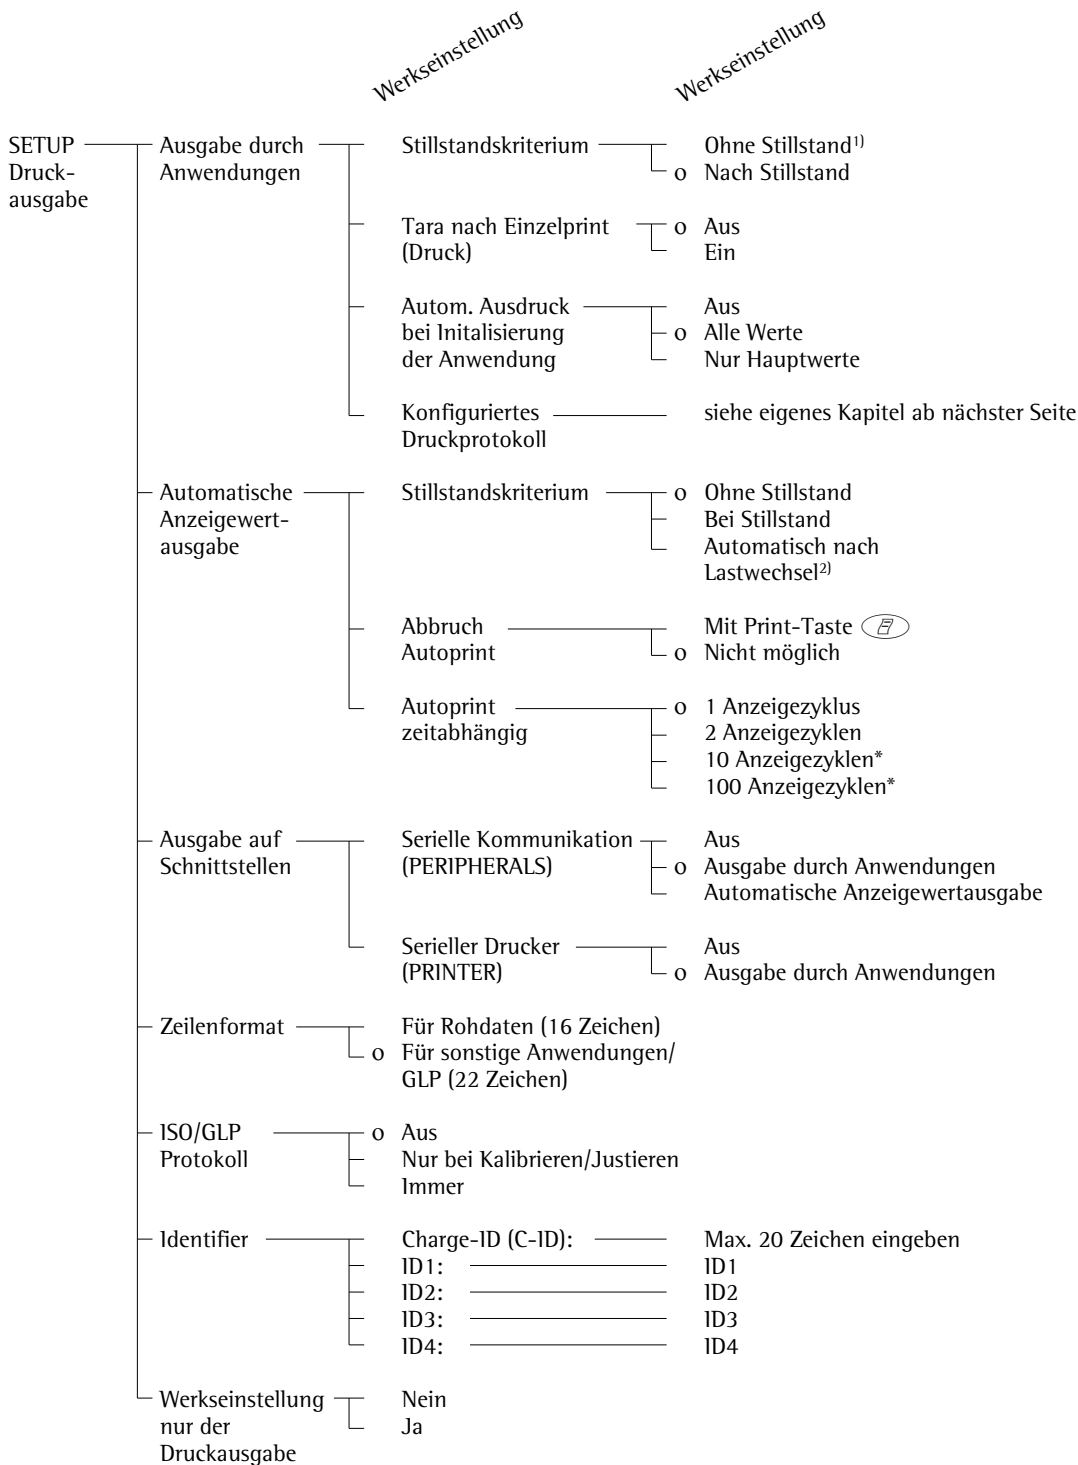 Werkseinstellung Werkseinstellung
SETUP Ausgabe durch Stillstandskriterium Ohne Stillstand1)
Druck- Anwendungen o Nach Stillstand
ausgabe
Tara nach Einzelprint o Aus
(Druck) Ein
Autom. Ausdruck Aus
bei Initalisierung o Alle Werte
der Anwendung Nur Hauptwerte
Konfiguriertes siehe eigenes Kapitel ab nächster Seite
Druckprotokoll
Automatische Stillstandskriterium o Ohne Stillstand
Anzeigewert- Bei Stillstand
ausgabe Automatisch nach
Lastwechsel2)
Abbruch Mit Print-Taste
Autoprint o Nicht möglich
Autoprint o 1 Anzeigezyklus
zeitabhängig 2 Anzeigezyklen
10 Anzeigezyklen*
100 Anzeigezyklen*
Ausgabe auf Serielle Kommunikation Aus
Schnittstellen (PERIPHERALS) o Ausgabe durch Anwendungen
Automatische Anzeigewertausgabe
Serieller Drucker Aus
(PRINTER) o Ausgabe durch Anwendungen
Zeilenformat Für Rohdaten (16 Zeichen)
o Für sonstige Anwendungen/
GLP (22 Zeichen)
ISO/GLP o Aus
Protokoll Nur bei Kalibrieren/Justieren
Immer
Identifier Charge-ID (C-ID): Max. 20 Zeichen eingeben
ID1: ID1
ID2: ID2
ID3: ID3
ID4: ID4
Werkseinstellung Nein
nur der Ja
Druckausgabe